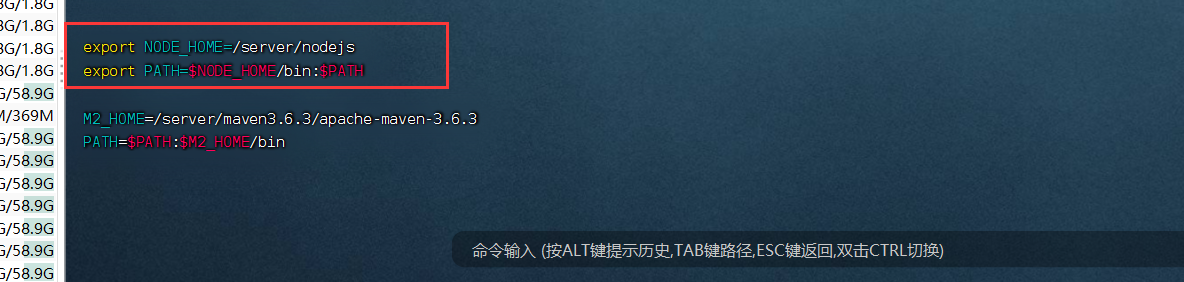 G/1.8G
3G/1.8G
3G/1.8G
3G/1.8G
G/58.9G
M/369M
G/58.9G
G/58.9G
G/58.9G
G/58.9G
G/58.9G
G/58.9G
G/58.9G
export NODE_HOME=/server/nodejs
export PATH=$NODE_HOME/bin:$PATH
M2_HOME=/server/maven3.6.3/apache-maven-3.6.3
PATH=$PATH:$M2_HOME/bin
命令输入 (按ALT键提示历史,TAB键路径,ESC键返回,双击CTRL切换)